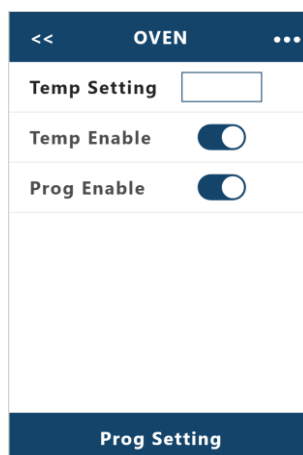 << OVEN •••
Temp Setting
Temp Enable
Prog Enable
Prog Setting